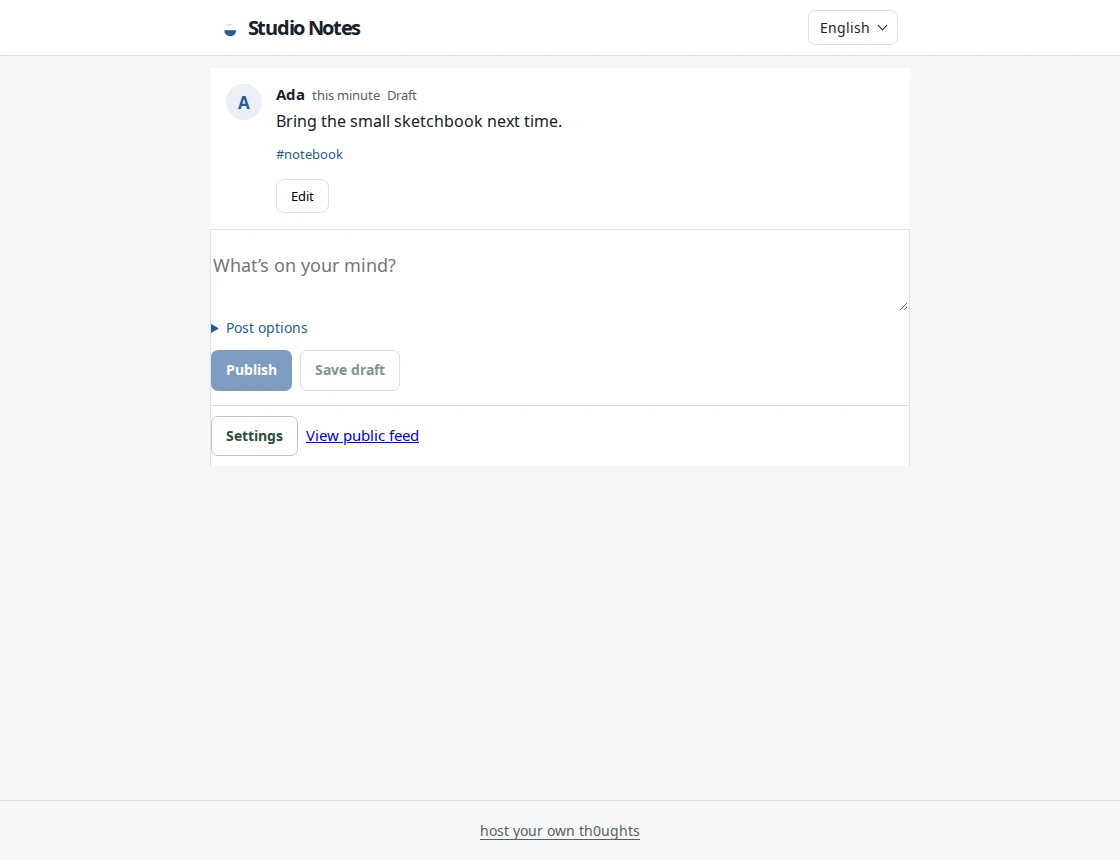 Studio Notes
English
A
Ada this minute Draft
Bring the small sketchbook next time.
#notebook
Edit
What's on your mind?
Post options
Publish Save draft
Settings View public feed
host your own th0ughts